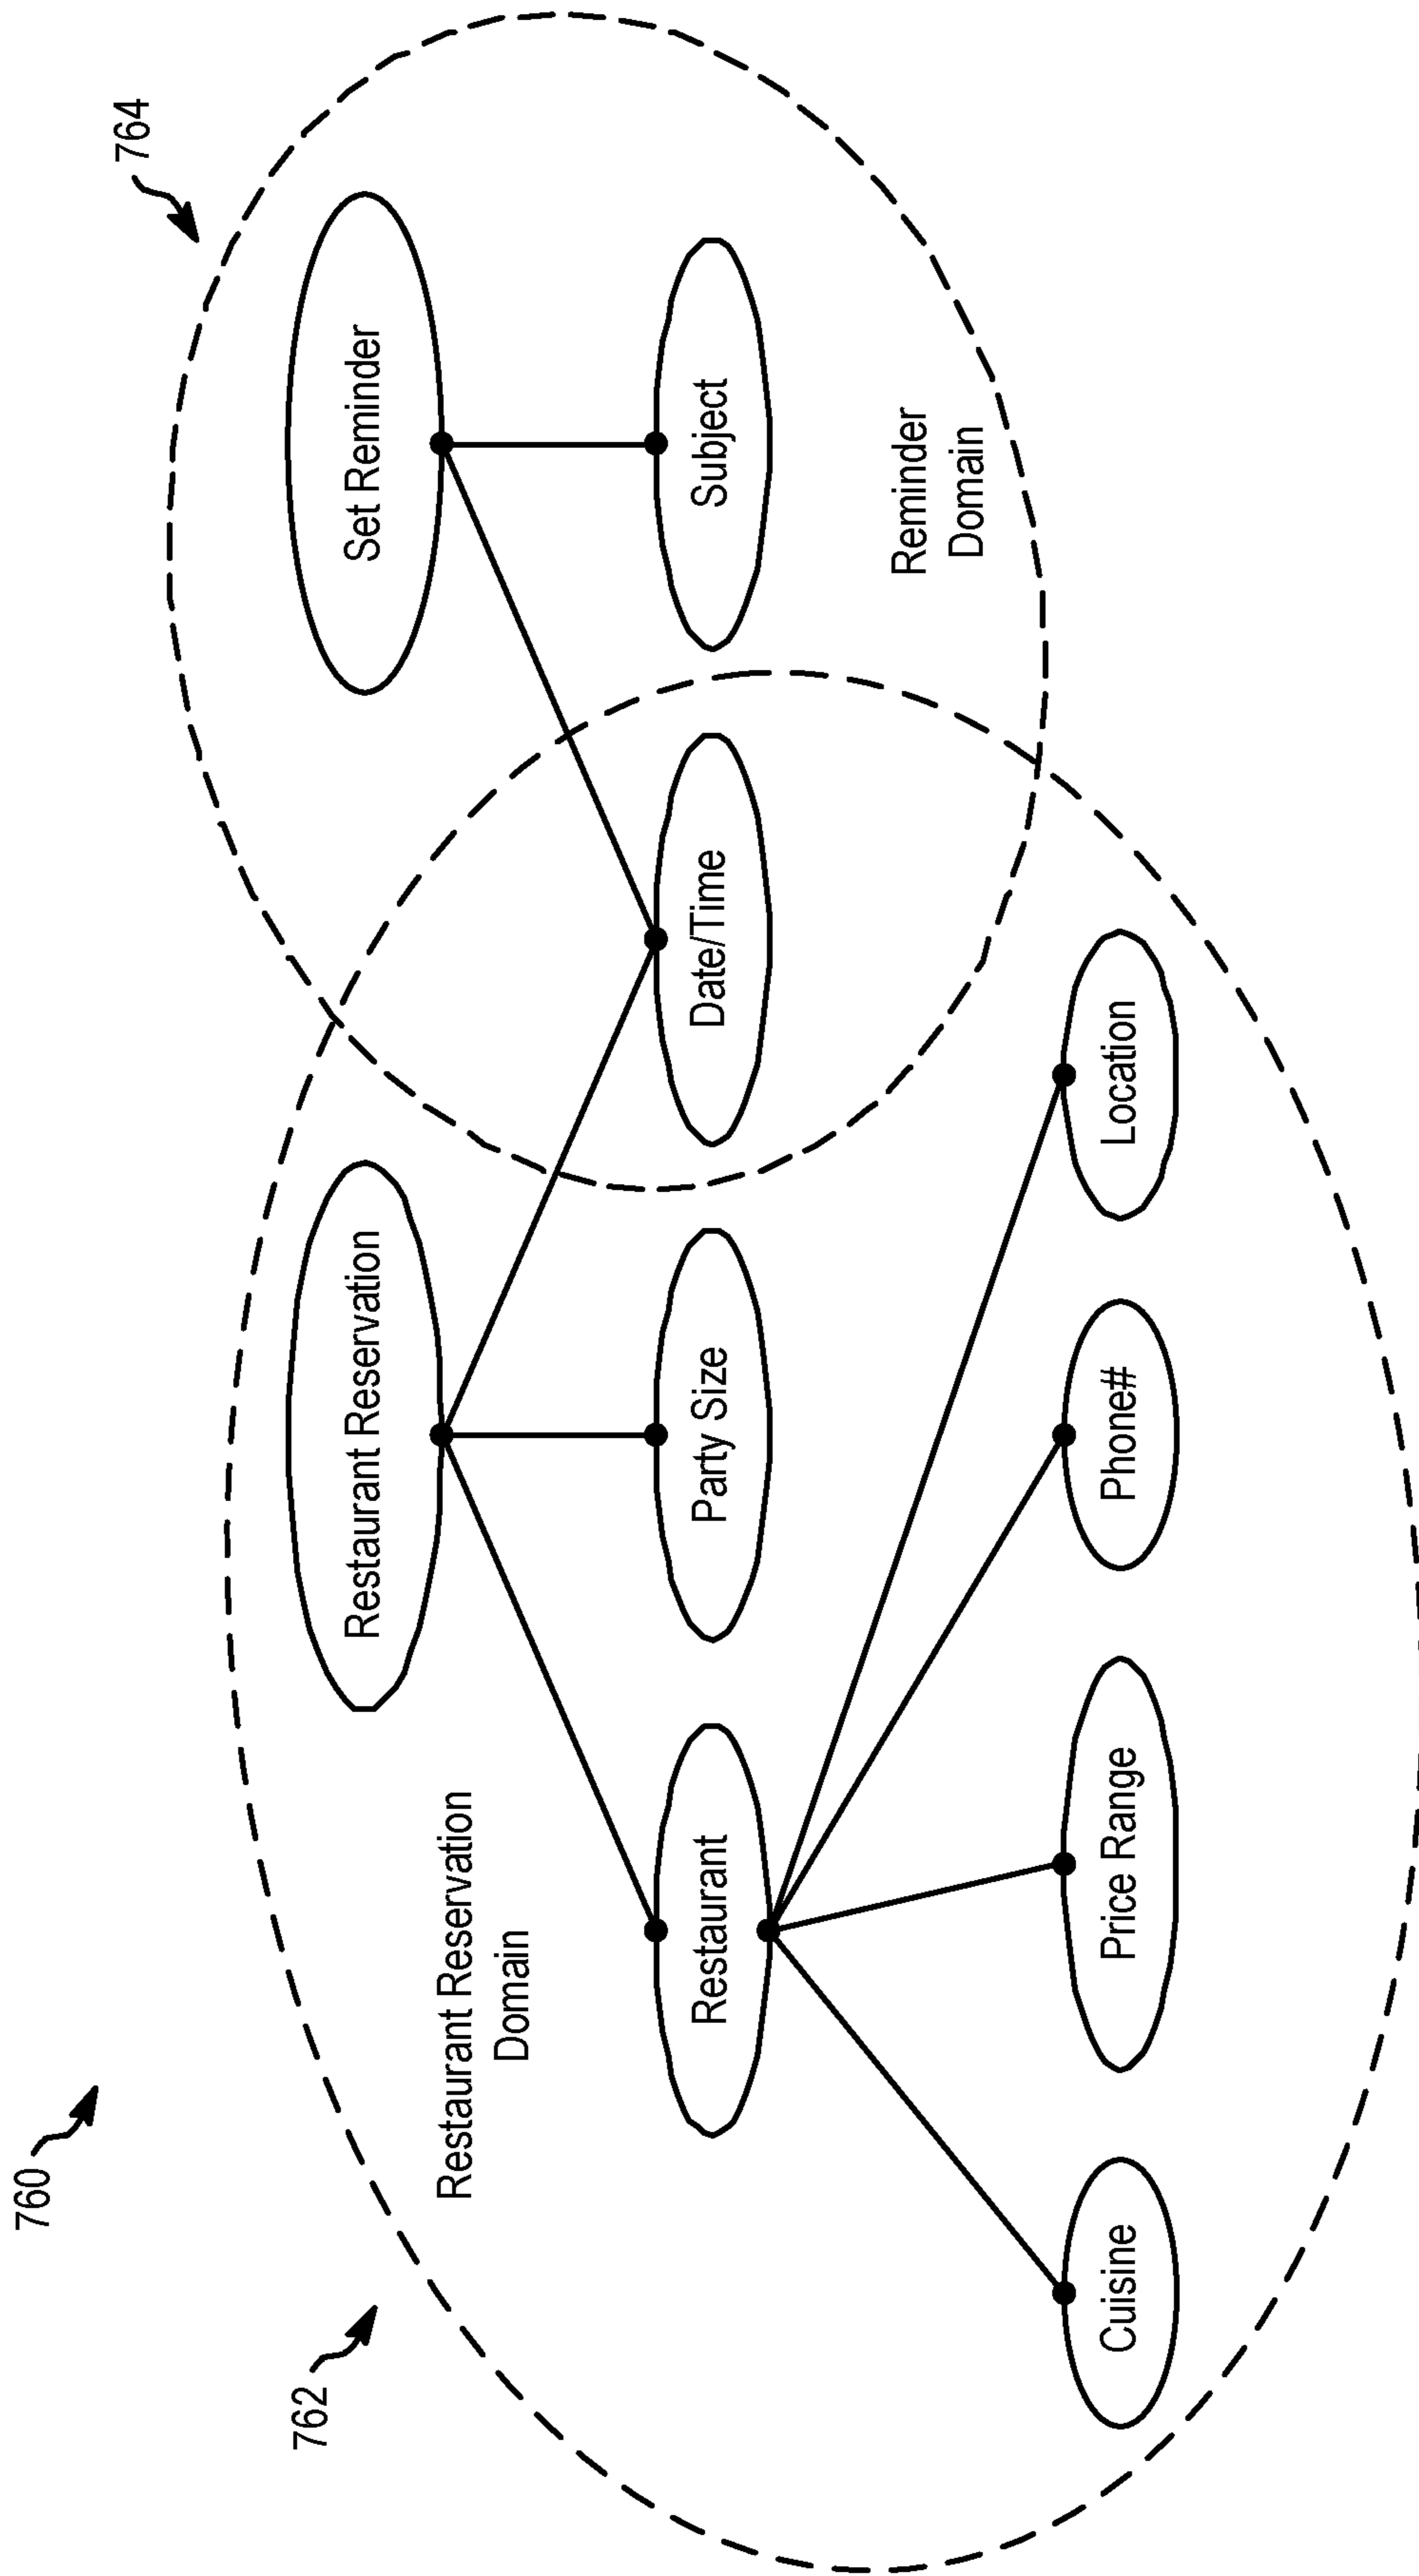 760
762
764
Restaurant Reservation
Set Reminder
Restaurant Reservation
Domain
Restaurant
Party Size
Date/Time
Subject
Reminder
Domain
Cuisine
Price Range
Phone#
Location